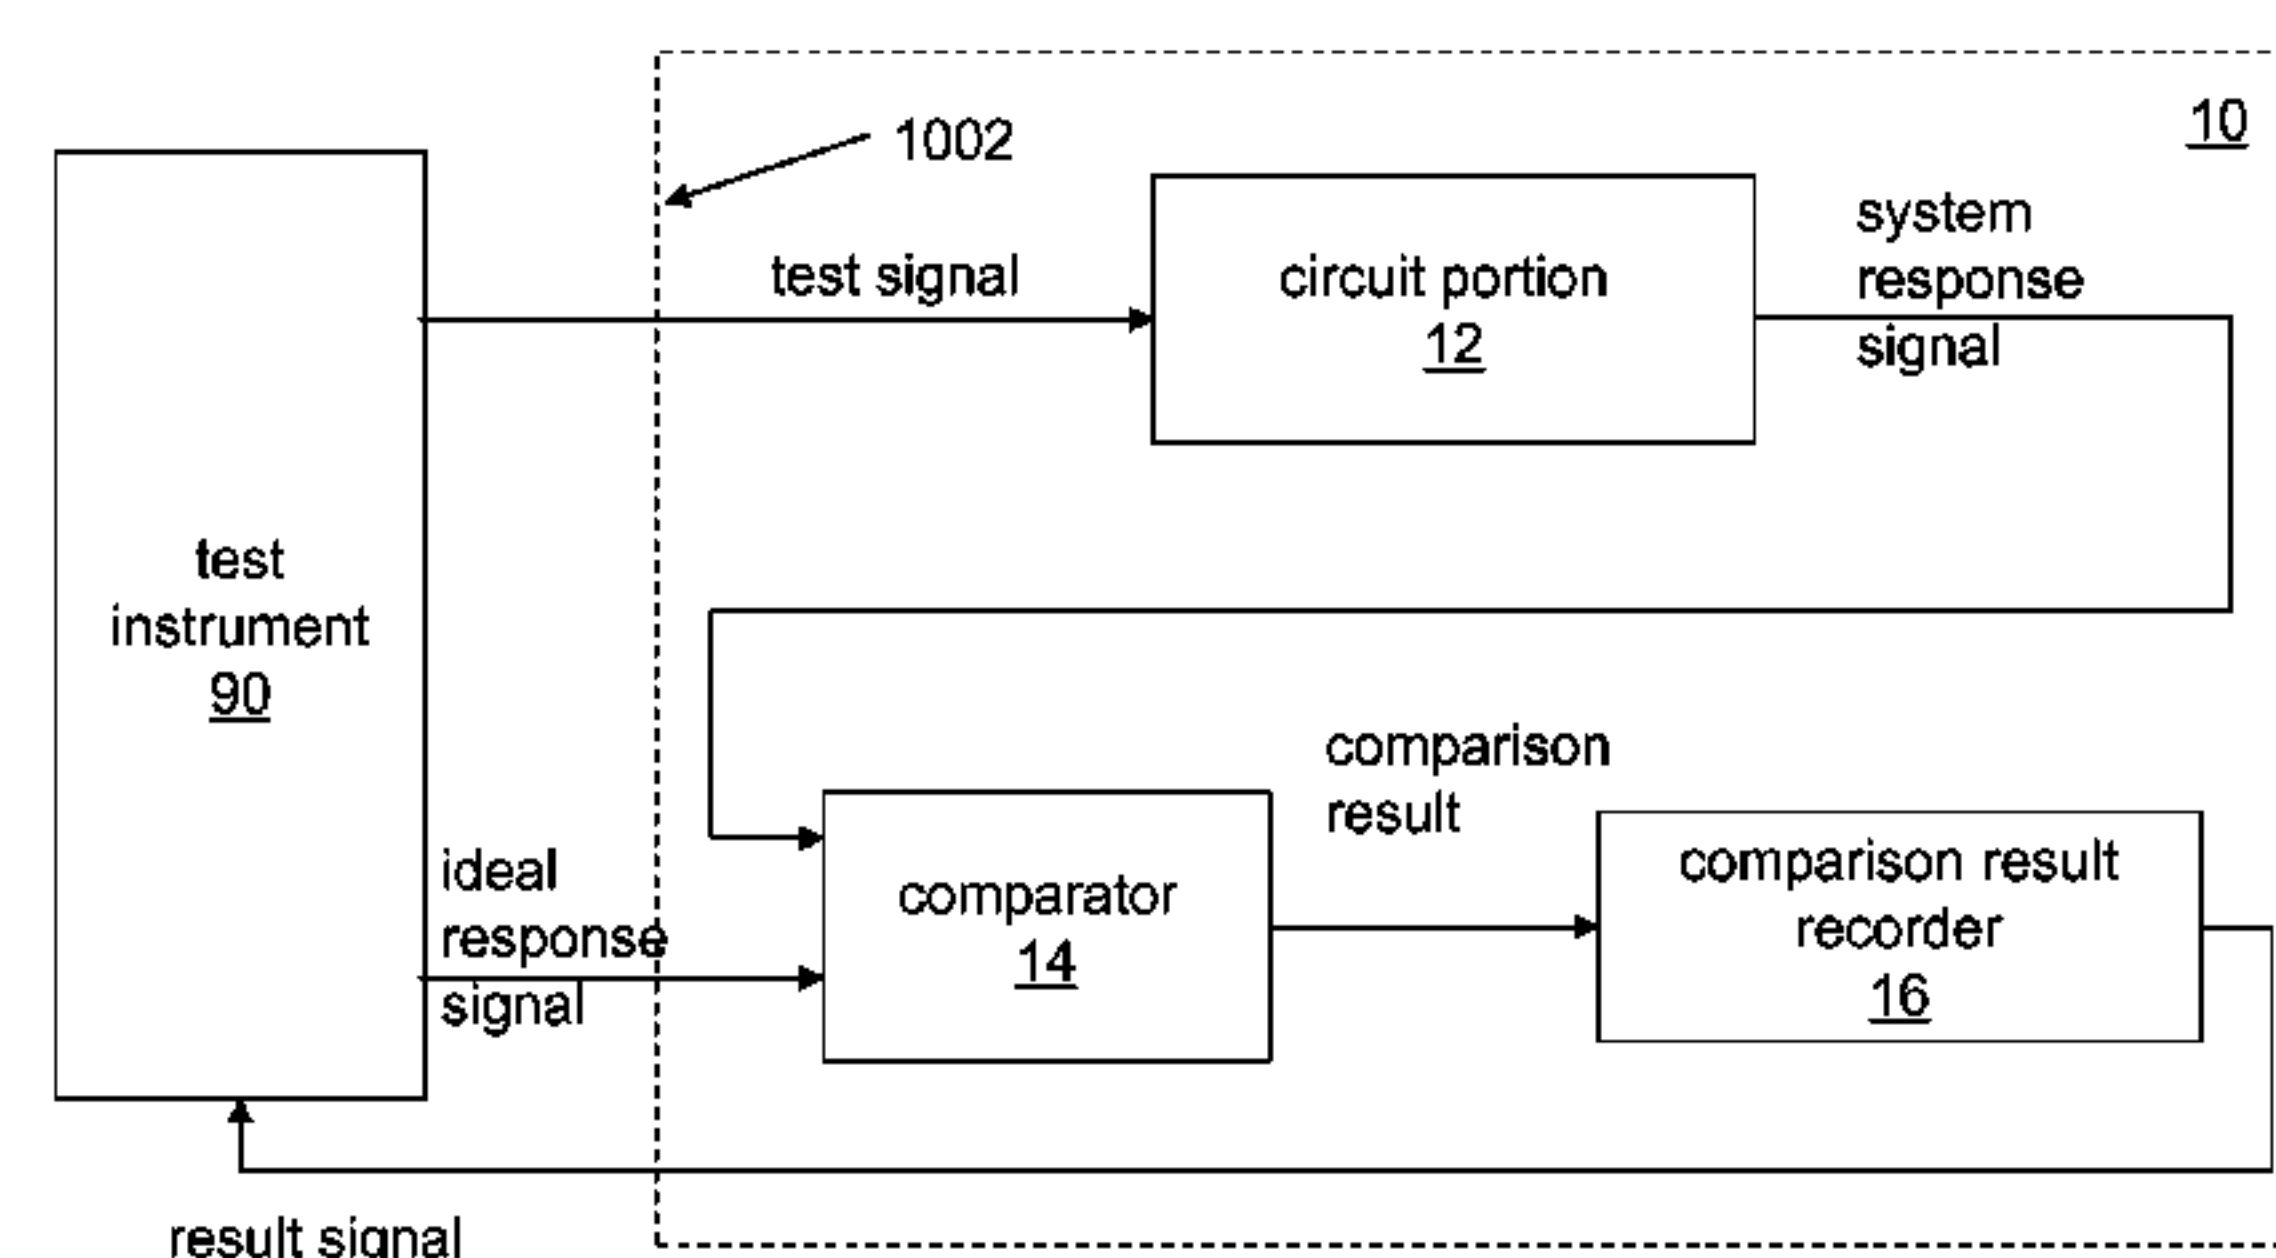 10
1002
test signal
circuit portion
12
system
response
signal
test
instrument
90
ideal
response
signal
comparator
14
comparison
result
comparison result
recorder
16
result signal